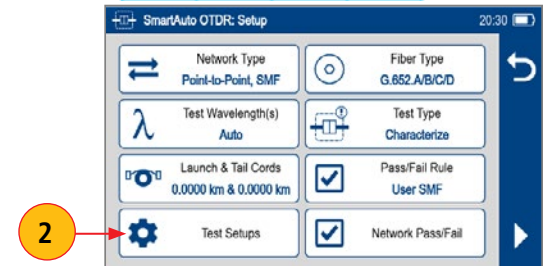 SmartAuto OTDR: Setup 20:30
Network Type
Point-to-Point, SMF
Fiber Type
G.652.A/B/C/D
Test Wavelength(s)
Auto
Test Type
Characterize
Launch & Tail Cords
0.0000 km & 0.0000 km
Pass/Fail Rule
User SMF
2
Test Setups
Network Pass/Fail